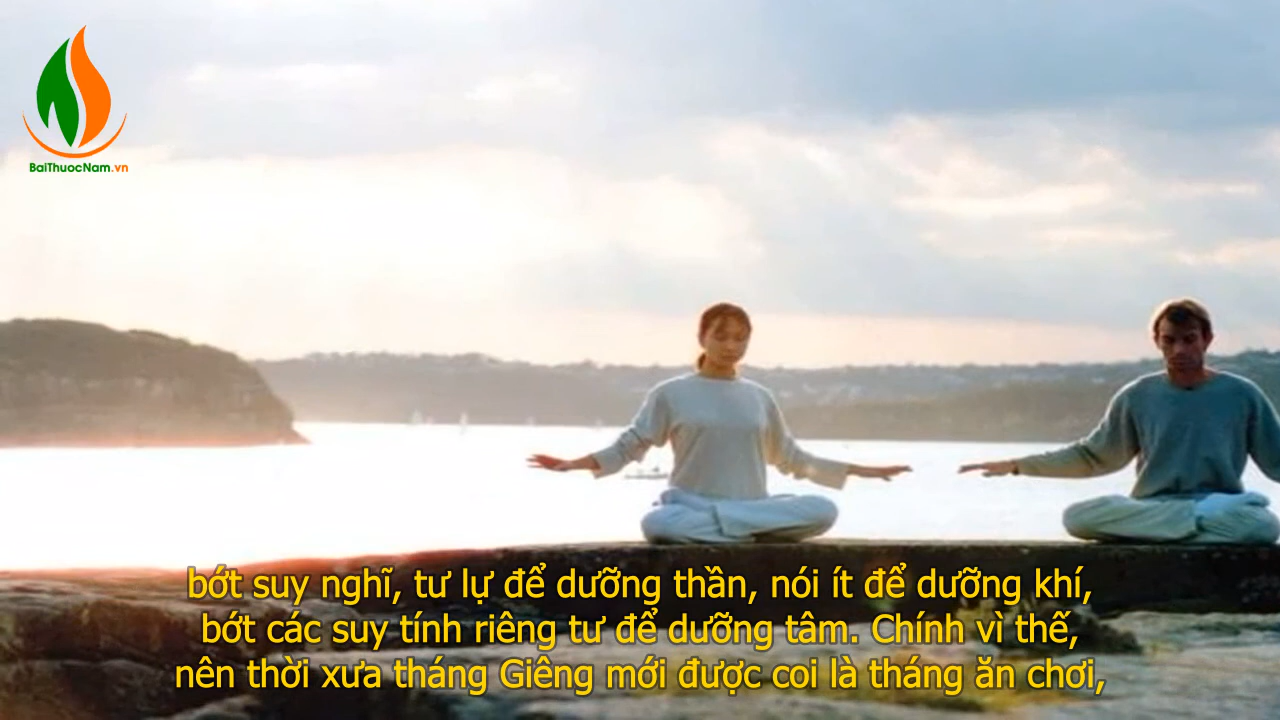 BaiThuocNam.vn
bớt suy nghĩ, tư lự để dưỡng thần, nói ít để dưỡng khí,
bớt các suy tính riêng tư để dưỡng tâm. Chính vì thế,
nên thời xưa tháng Giêng mới được coi là tháng ăn chơi,